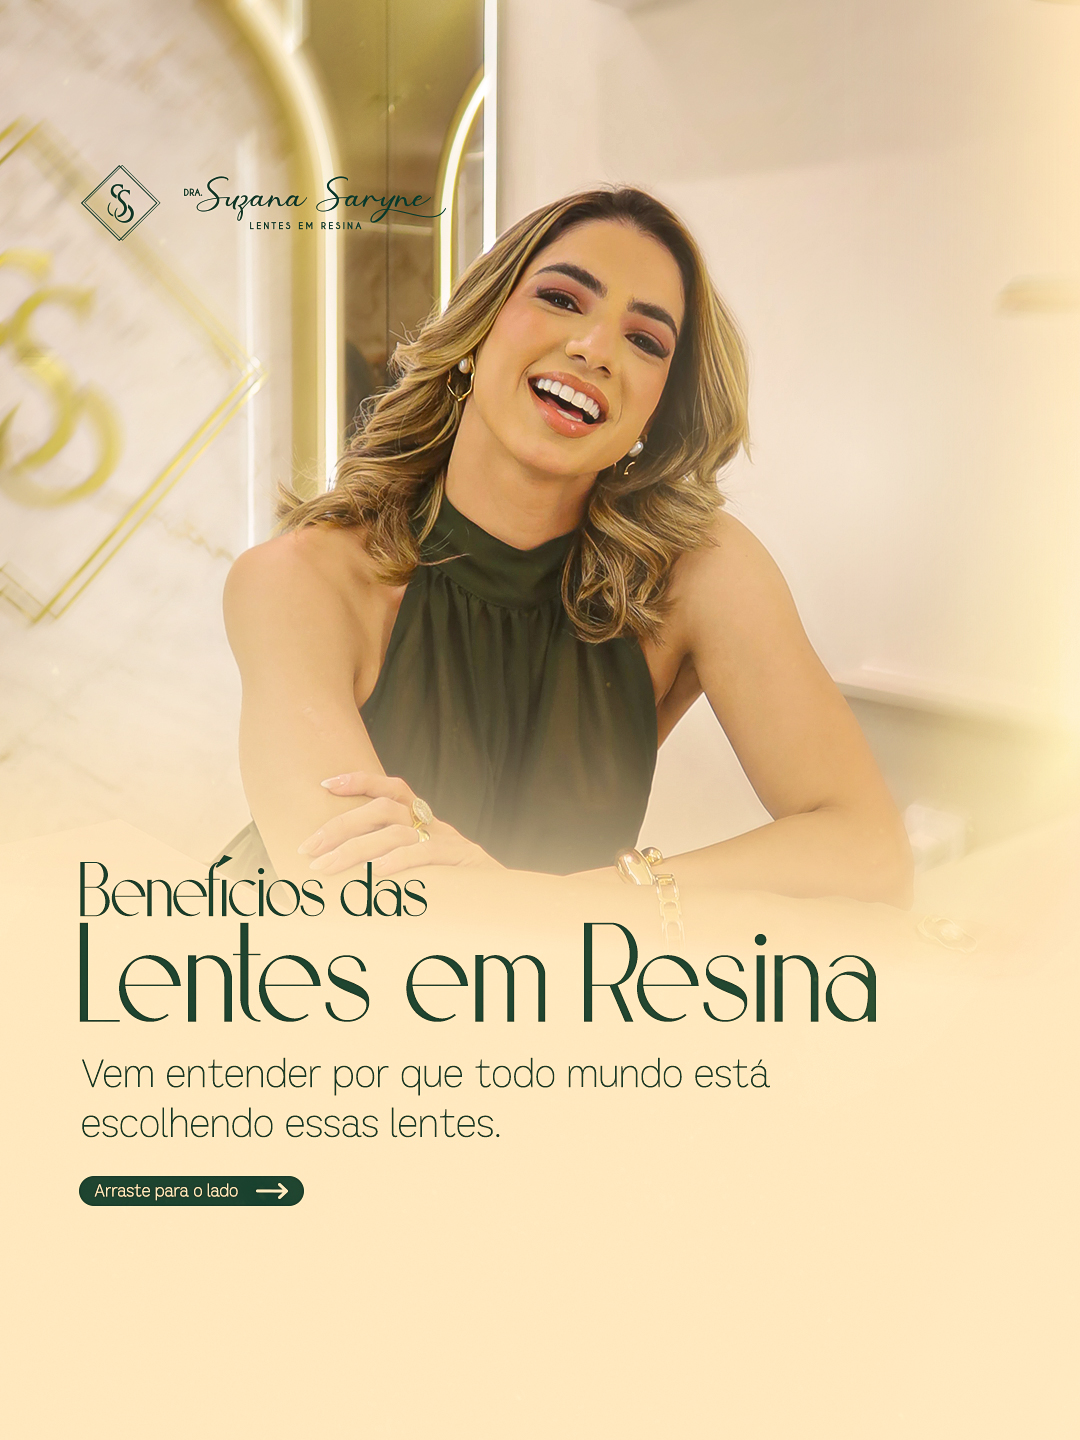 SS
DRA. Suzana Saryne
LENTES EM RESINA
SS
Benefícios das
Lentes em Resina
Vem entender por que todo mundo está
escolhendo essas lentes.
Arraste para o lado